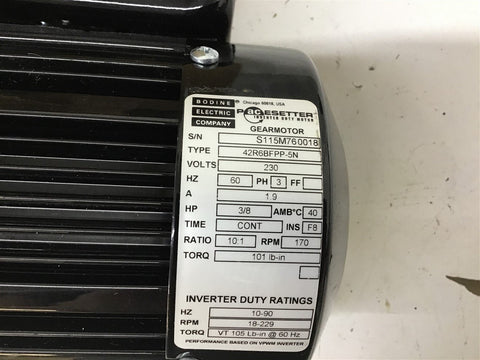 BODINE ELECTRIC COMPANY
Chicago 60618, USA
PacESETTER
INVERTER DUTY MOTOR
GEARMOTOR
S/N S115M760018
TYPE 42R6BFPP-5N
VOLTS 230
HZ 60 PH 3 FF
A 1.9
HP 3/8 AMB°C 40
TIME CONT INS F8
RATIO 10:1 RPM 170
TORQ 101 lb-in
INVERTER DUTY RATINGS
HZ 10-90
RPM 18-229
TORQ VT 105 Lb-in @ 60 Hz
PERFORMANCE BASED ON VPWM INVERTER